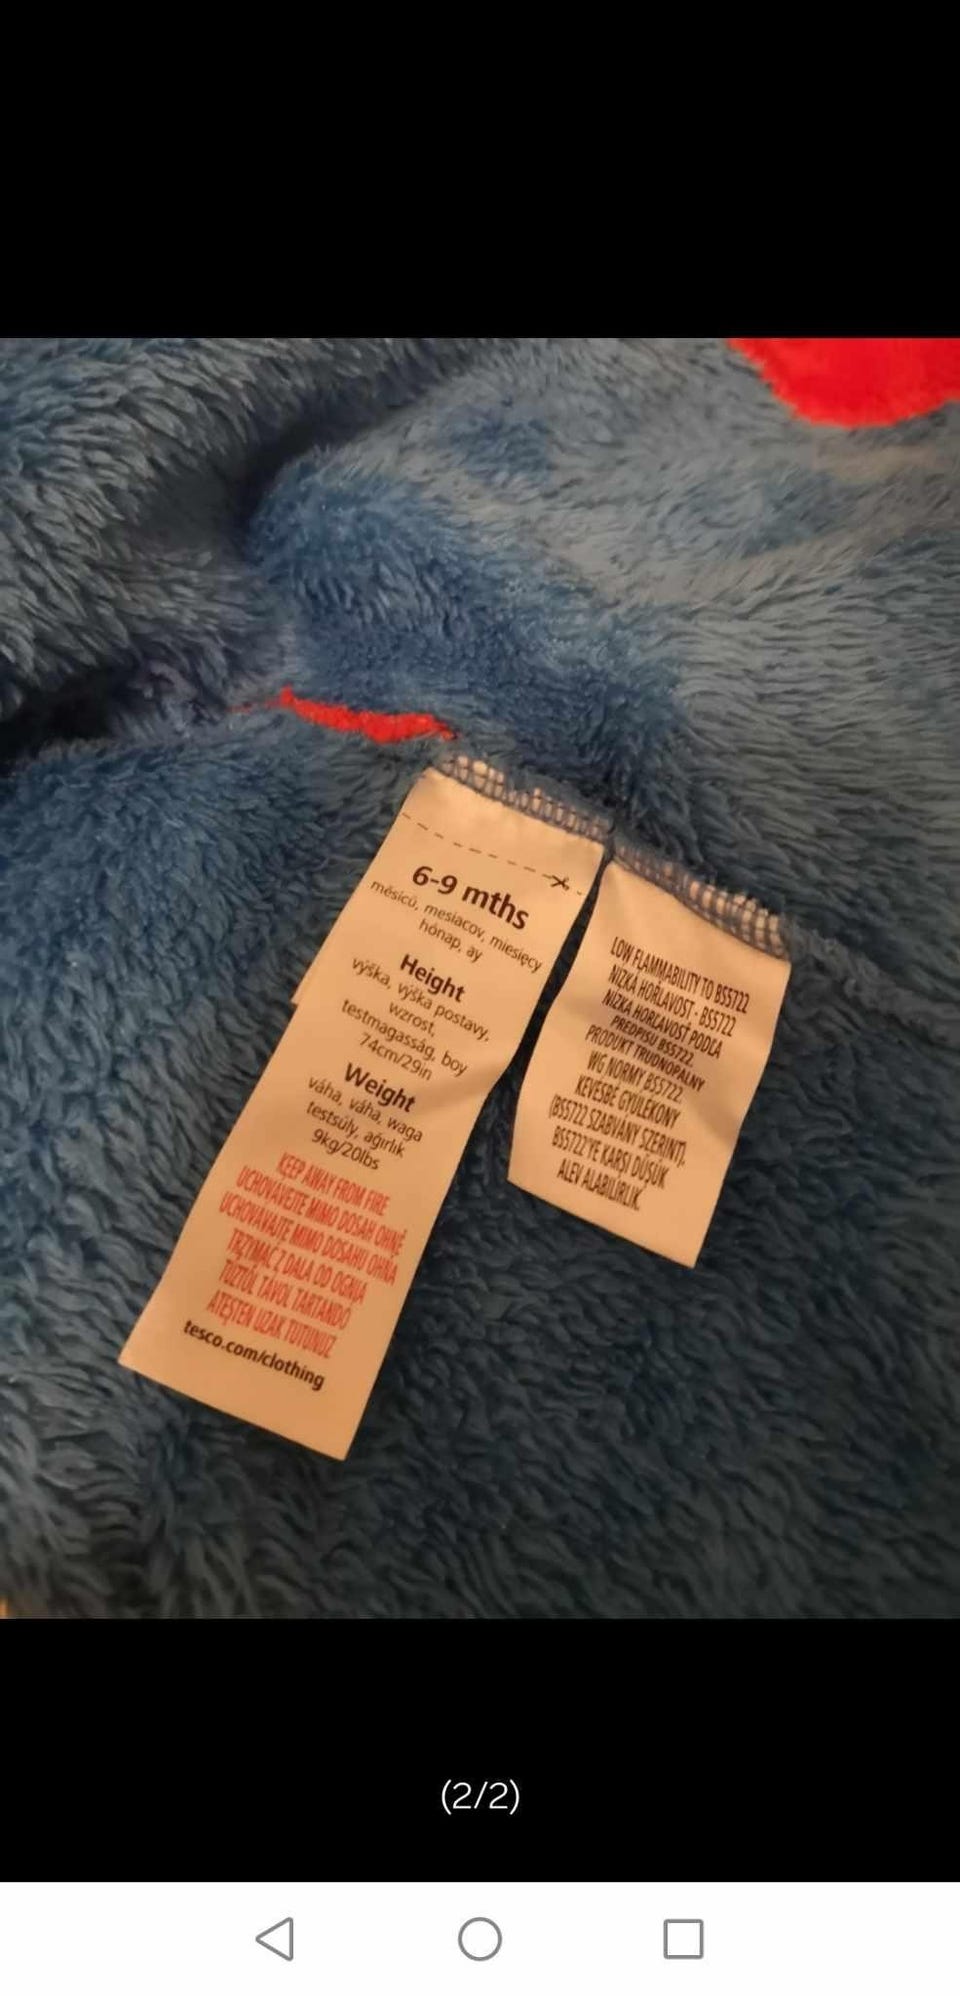 6-9 mths
měsíců, mesiacov, miesięcy
hónap, ay
Height
výška, výška postavy,
wzrost,
testmagasság, boy
74cm/29in
Weight
váha, váha, waga
testsúly, ağırlık
9kg/20lbs
KEEP AWAY FROM FIRE
UCHOVÁVEJTE MIMO DOSAH OHNĚ
UCHOVÁVAJTE MIMO DOSAHU OHŇA
TRZYMAĆ Z DALA OD OGNIA
TŰZTŐL TÁVOL TARTANDÓ
ATEŞTEN UZAK TUTUNUZ
tesco.com/clothing
LOW FLAMMABILITY TO BS5722
NÍZKÁ HOŘLAVOST - BS5722
NÍZKA HORĽAVOSŤ PODĽA
PREDPISU BS5722.
PRODUKT TRUDNOPALNY
WG NORMY BS5722.
KEVÉSBÉ GYÚLÉKONY
(BS5722 SZABVÁNY SZERINT).
BS5722'YE KARŞI DÜŞÜK
ALEV ALABİLİRLİK.
(2/2)